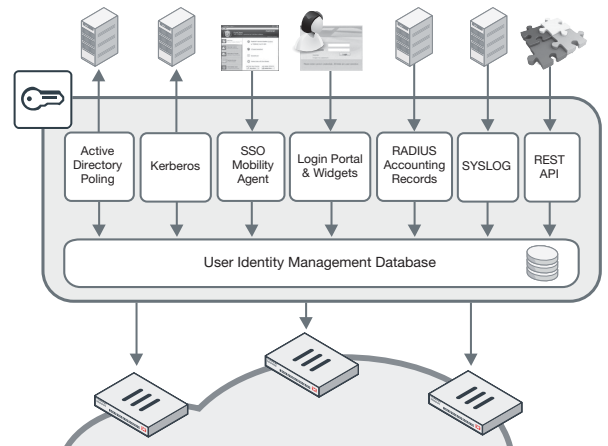 Active
Directory
Poling
Kerberos
SSO
Mobility
Agent
Login Portal
& Widgets
RADIUS
Accounting
Records
SYSLOG
REST
API
User Identity Management Database